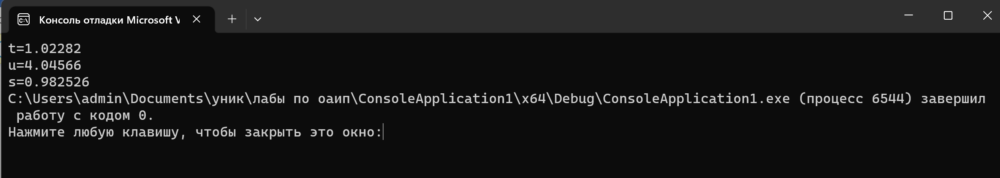 Консоль отладки Microsoft V
t=1.02282
u=4.04566
s=0.982526
C:\Users\admin\Documents\уник\лабы по оаип\ConsoleApplication1\x64\Debug\ConsoleApplication1.exe (процесс 6544) завершил
работу с кодом 0.
Нажмите любую клавишу, чтобы закрыть это окно: